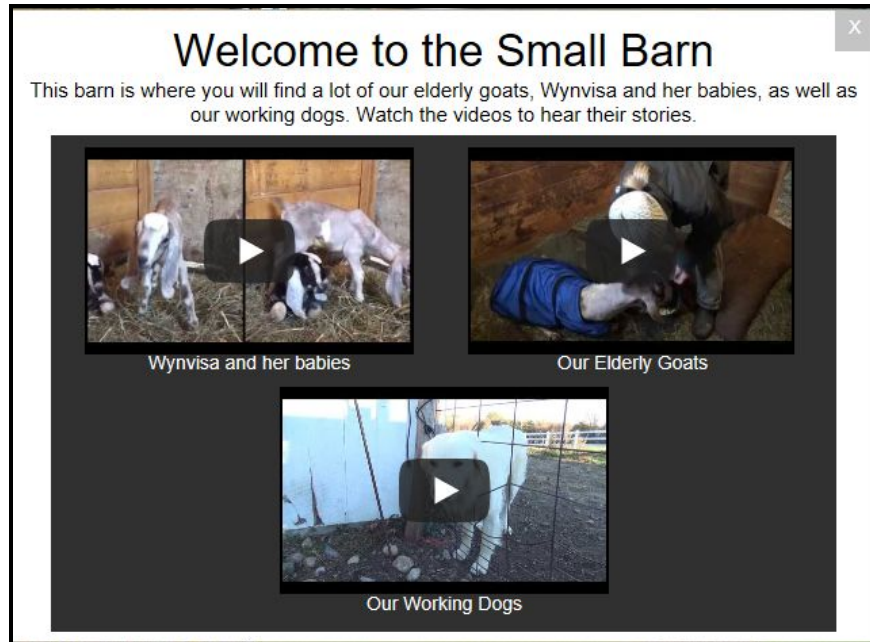 X
Welcome to the Small Barn
This barn is where you will find a lot of our elderly goats, Wynvisa and her babies, as well as
our working dogs. Watch the videos to hear their stories.
Wynvisa and her babies
Our Elderly Goats
Our Working Dogs